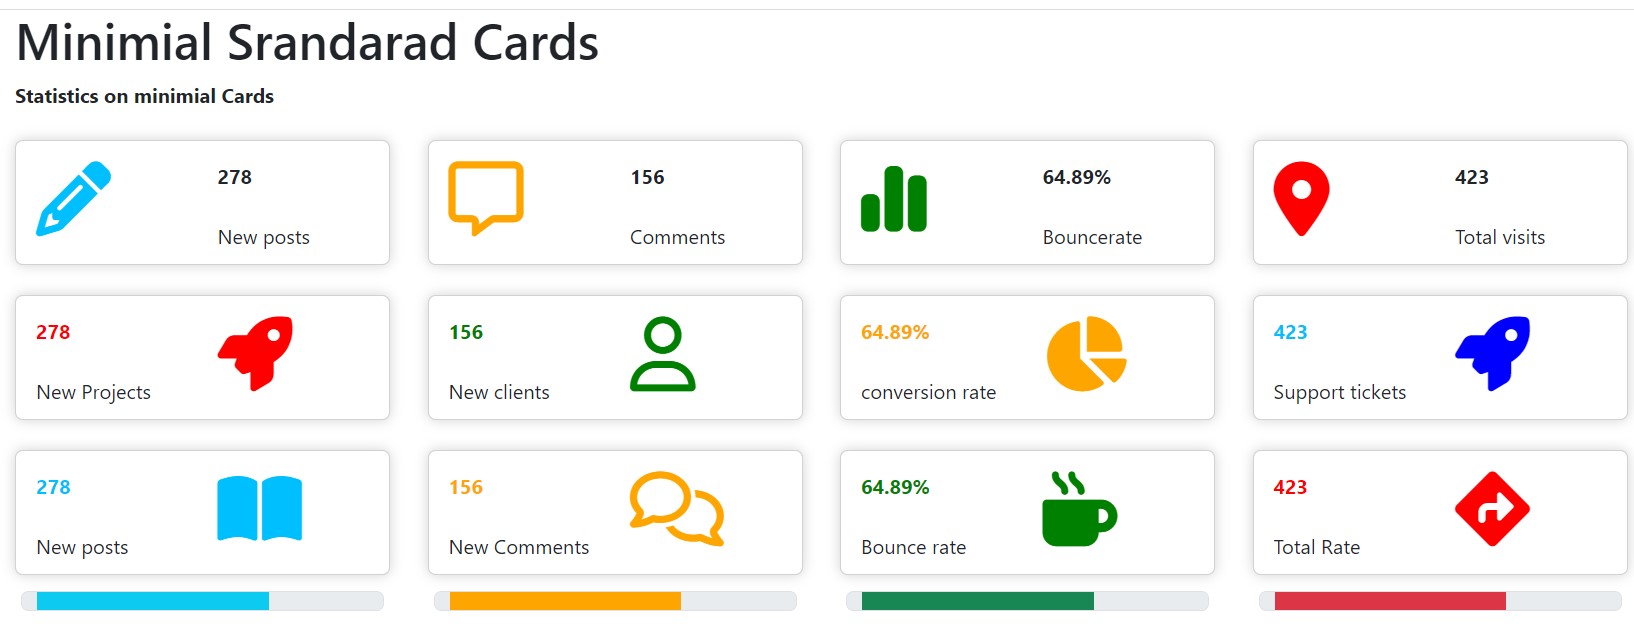 Minimial Srandarad Cards
Statistics on minimial Cards
278
New posts
156
Comments
64.89%
Bouncerate
423
Total visits
278
New Projects
156
New clients
64.89%
conversion rate
423
Support tickets
278
New posts
156
New Comments
64.89%
Bounce rate
423
Total Rate